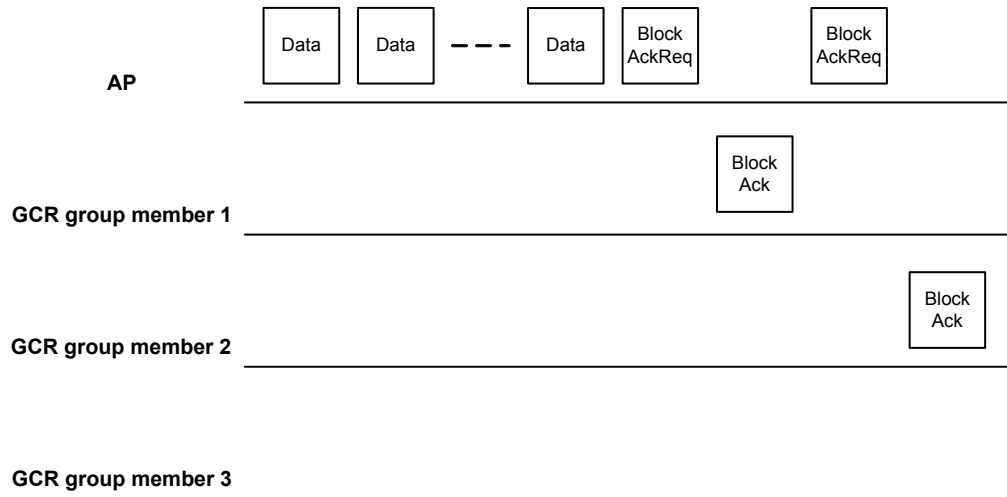 Data Data Data Block AckReq Block AckReq
AP
Block Ack
GCR group member 1
Block Ack
GCR group member 2
GCR group member 3